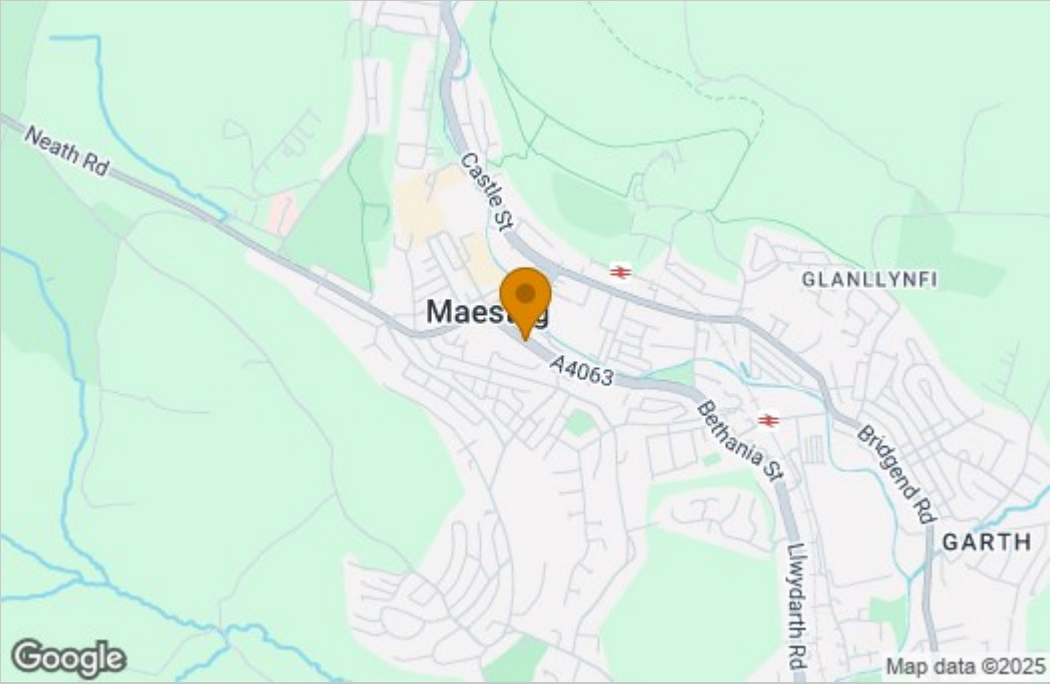 Neath Rd
Castle St
GLANLLYNFI
Maesteg
A4063
Bethania St
Bridgend Rd
GARTH
Llwydarth Rd
Google
Map data ©2025